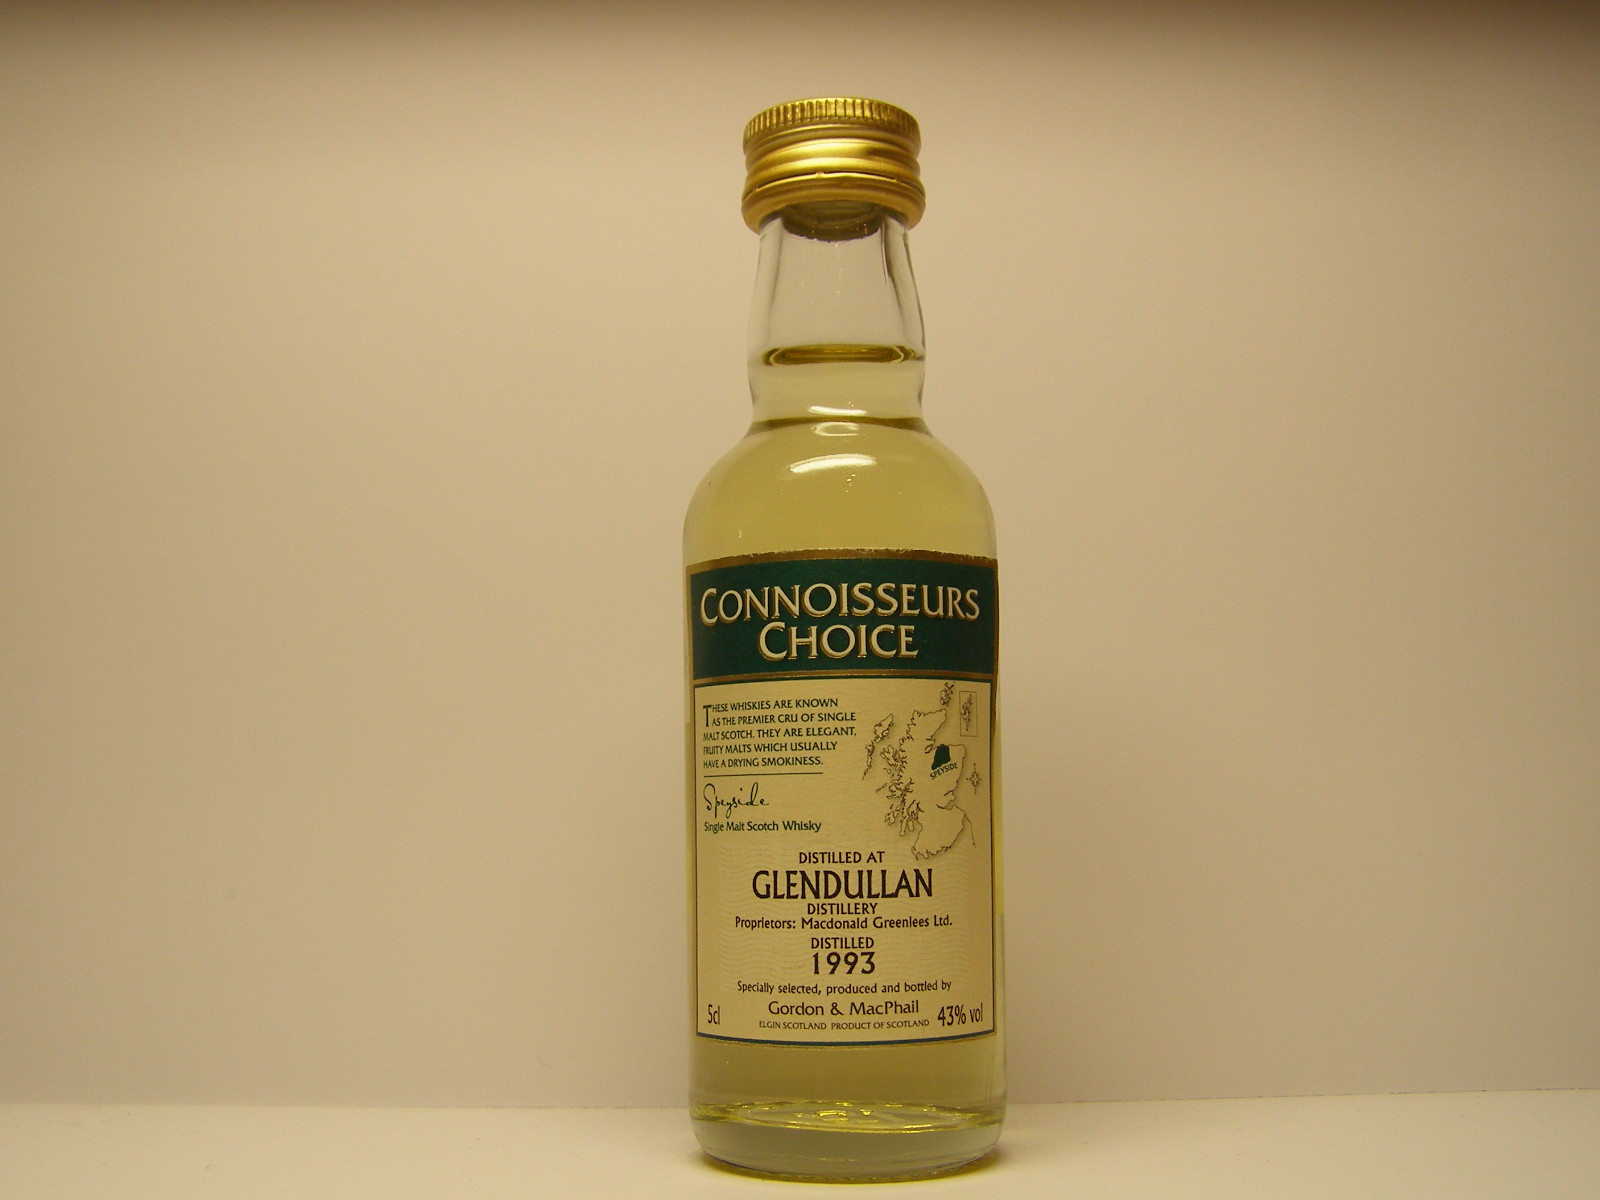 CONNOISSEURS
CHOICE
THESE WHISKIES ARE KNOWN
AS THE PREMIER CRU OF SINGLE
MALT SCOTCH. THEY ARE ELEGANT,
FRUITY MALTS WHICH USUALLY
HAVE A DRYING SMOKINESS.
SPEYSIDE
Speyside
Single Malt Scotch Whisky
DISTILLED AT
GLENDULLAN
DISTILLERY
Proprietors: Macdonald Greenlees Ltd.
DISTILLED
1993
Specially selected, produced and bottled by
5cl Gordon & MacPhail 43% vol
ELGIN SCOTLAND PRODUCT OF SCOTLAND